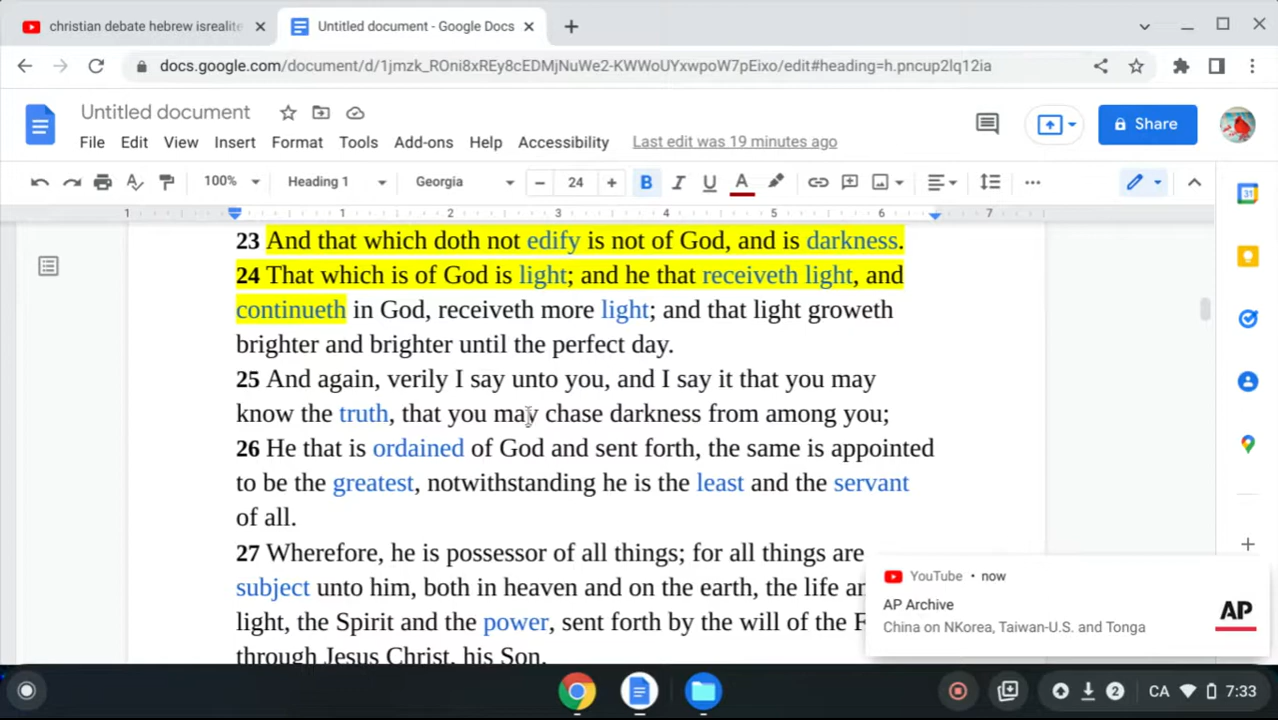 christian debate hebrew isrealite
Untitled document - Google Docs
docs.google.com/document/d/1jmzk_ROni8xREy8cEDMjNuWe2-KWWoUYxwpoW7pEixo/edit#heading=h.pncup2lq12ia
Untitled document
File Edit View Insert Format Tools Add-ons Help Accessibility Last edit was 19 minutes ago
Share
100% Heading 1 Georgia 24 B I U A
1 1 2 3 4 5 6 7
31
23 And that which doth not edify is not of God, and is darkness.
24 That which is of God is light; and he that receiveth light, and
continueth in God, receiveth more light; and that light groweth
brighter and brighter until the perfect day.
25 And again, verily I say unto you, and I say it that you may
know the truth, that you may chase darkness from among you;
26 He that is ordained of God and sent forth, the same is appointed
to be the greatest, notwithstanding he is the least and the servant
of all.
27 Wherefore, he is possessor of all things; for all things are
subject unto him, both in heaven and on the earth, the life an
light, the Spirit and the power, sent forth by the will of the F
through Jesus Christ, his Son.
YouTube • now
AP Archive
China on NKorea, Taiwan-U.S. and Tonga
AP
2 CA 7:33